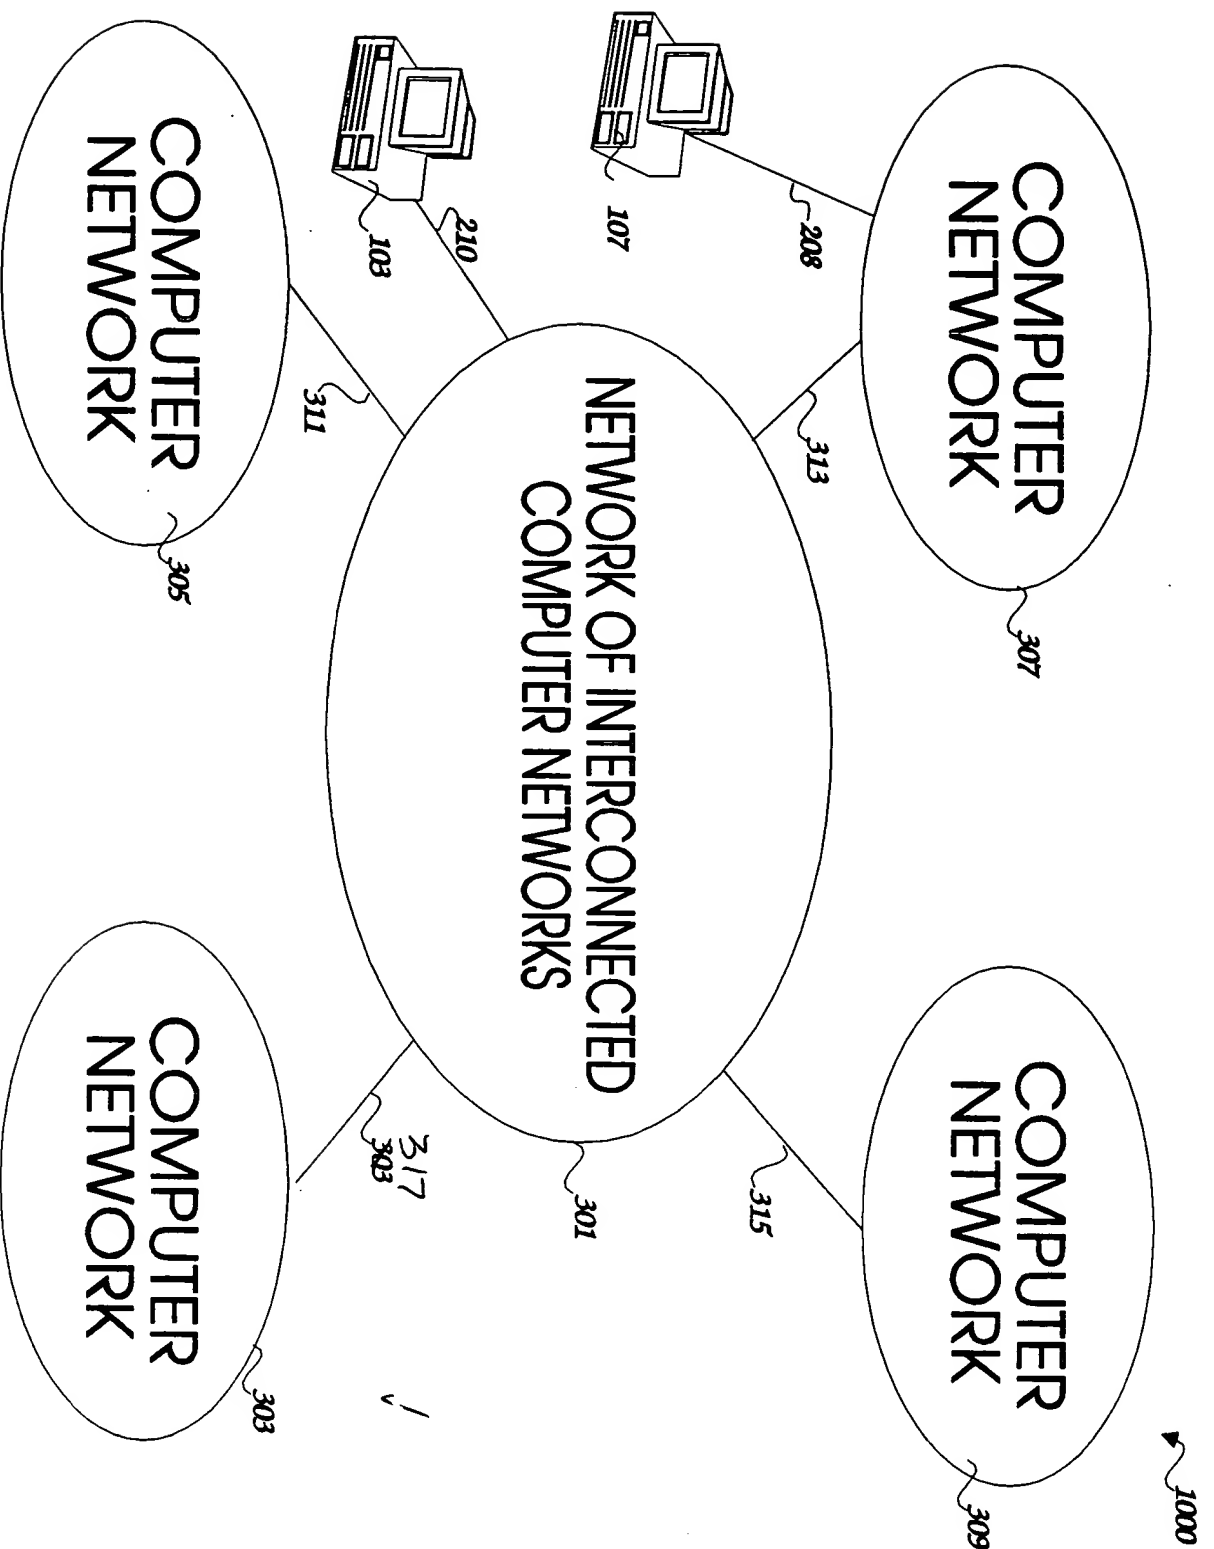 1000
COMPUTER
NETWORK
307
COMPUTER
NETWORK
309
208
313
315
107
NETWORK OF INTERCONNECTED
COMPUTER NETWORKS
301
210
103
317
303
311
COMPUTER
NETWORK
305
COMPUTER
NETWORK
303